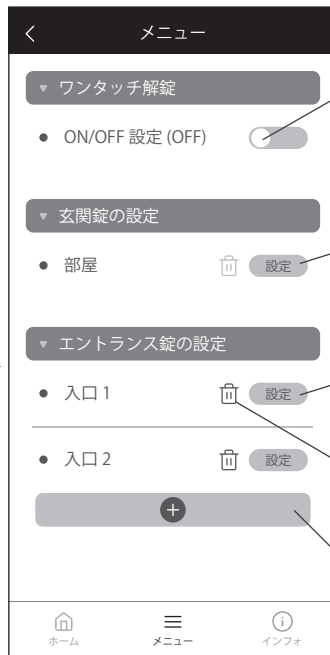 メニュー
ワンタッチ解錠
ON/OFF 設定 (OFF)
玄関錠の設定
部屋 設定
エントランス錠の設定
入口 1 設定
入口 2 設定
ホーム メニュー インフォ